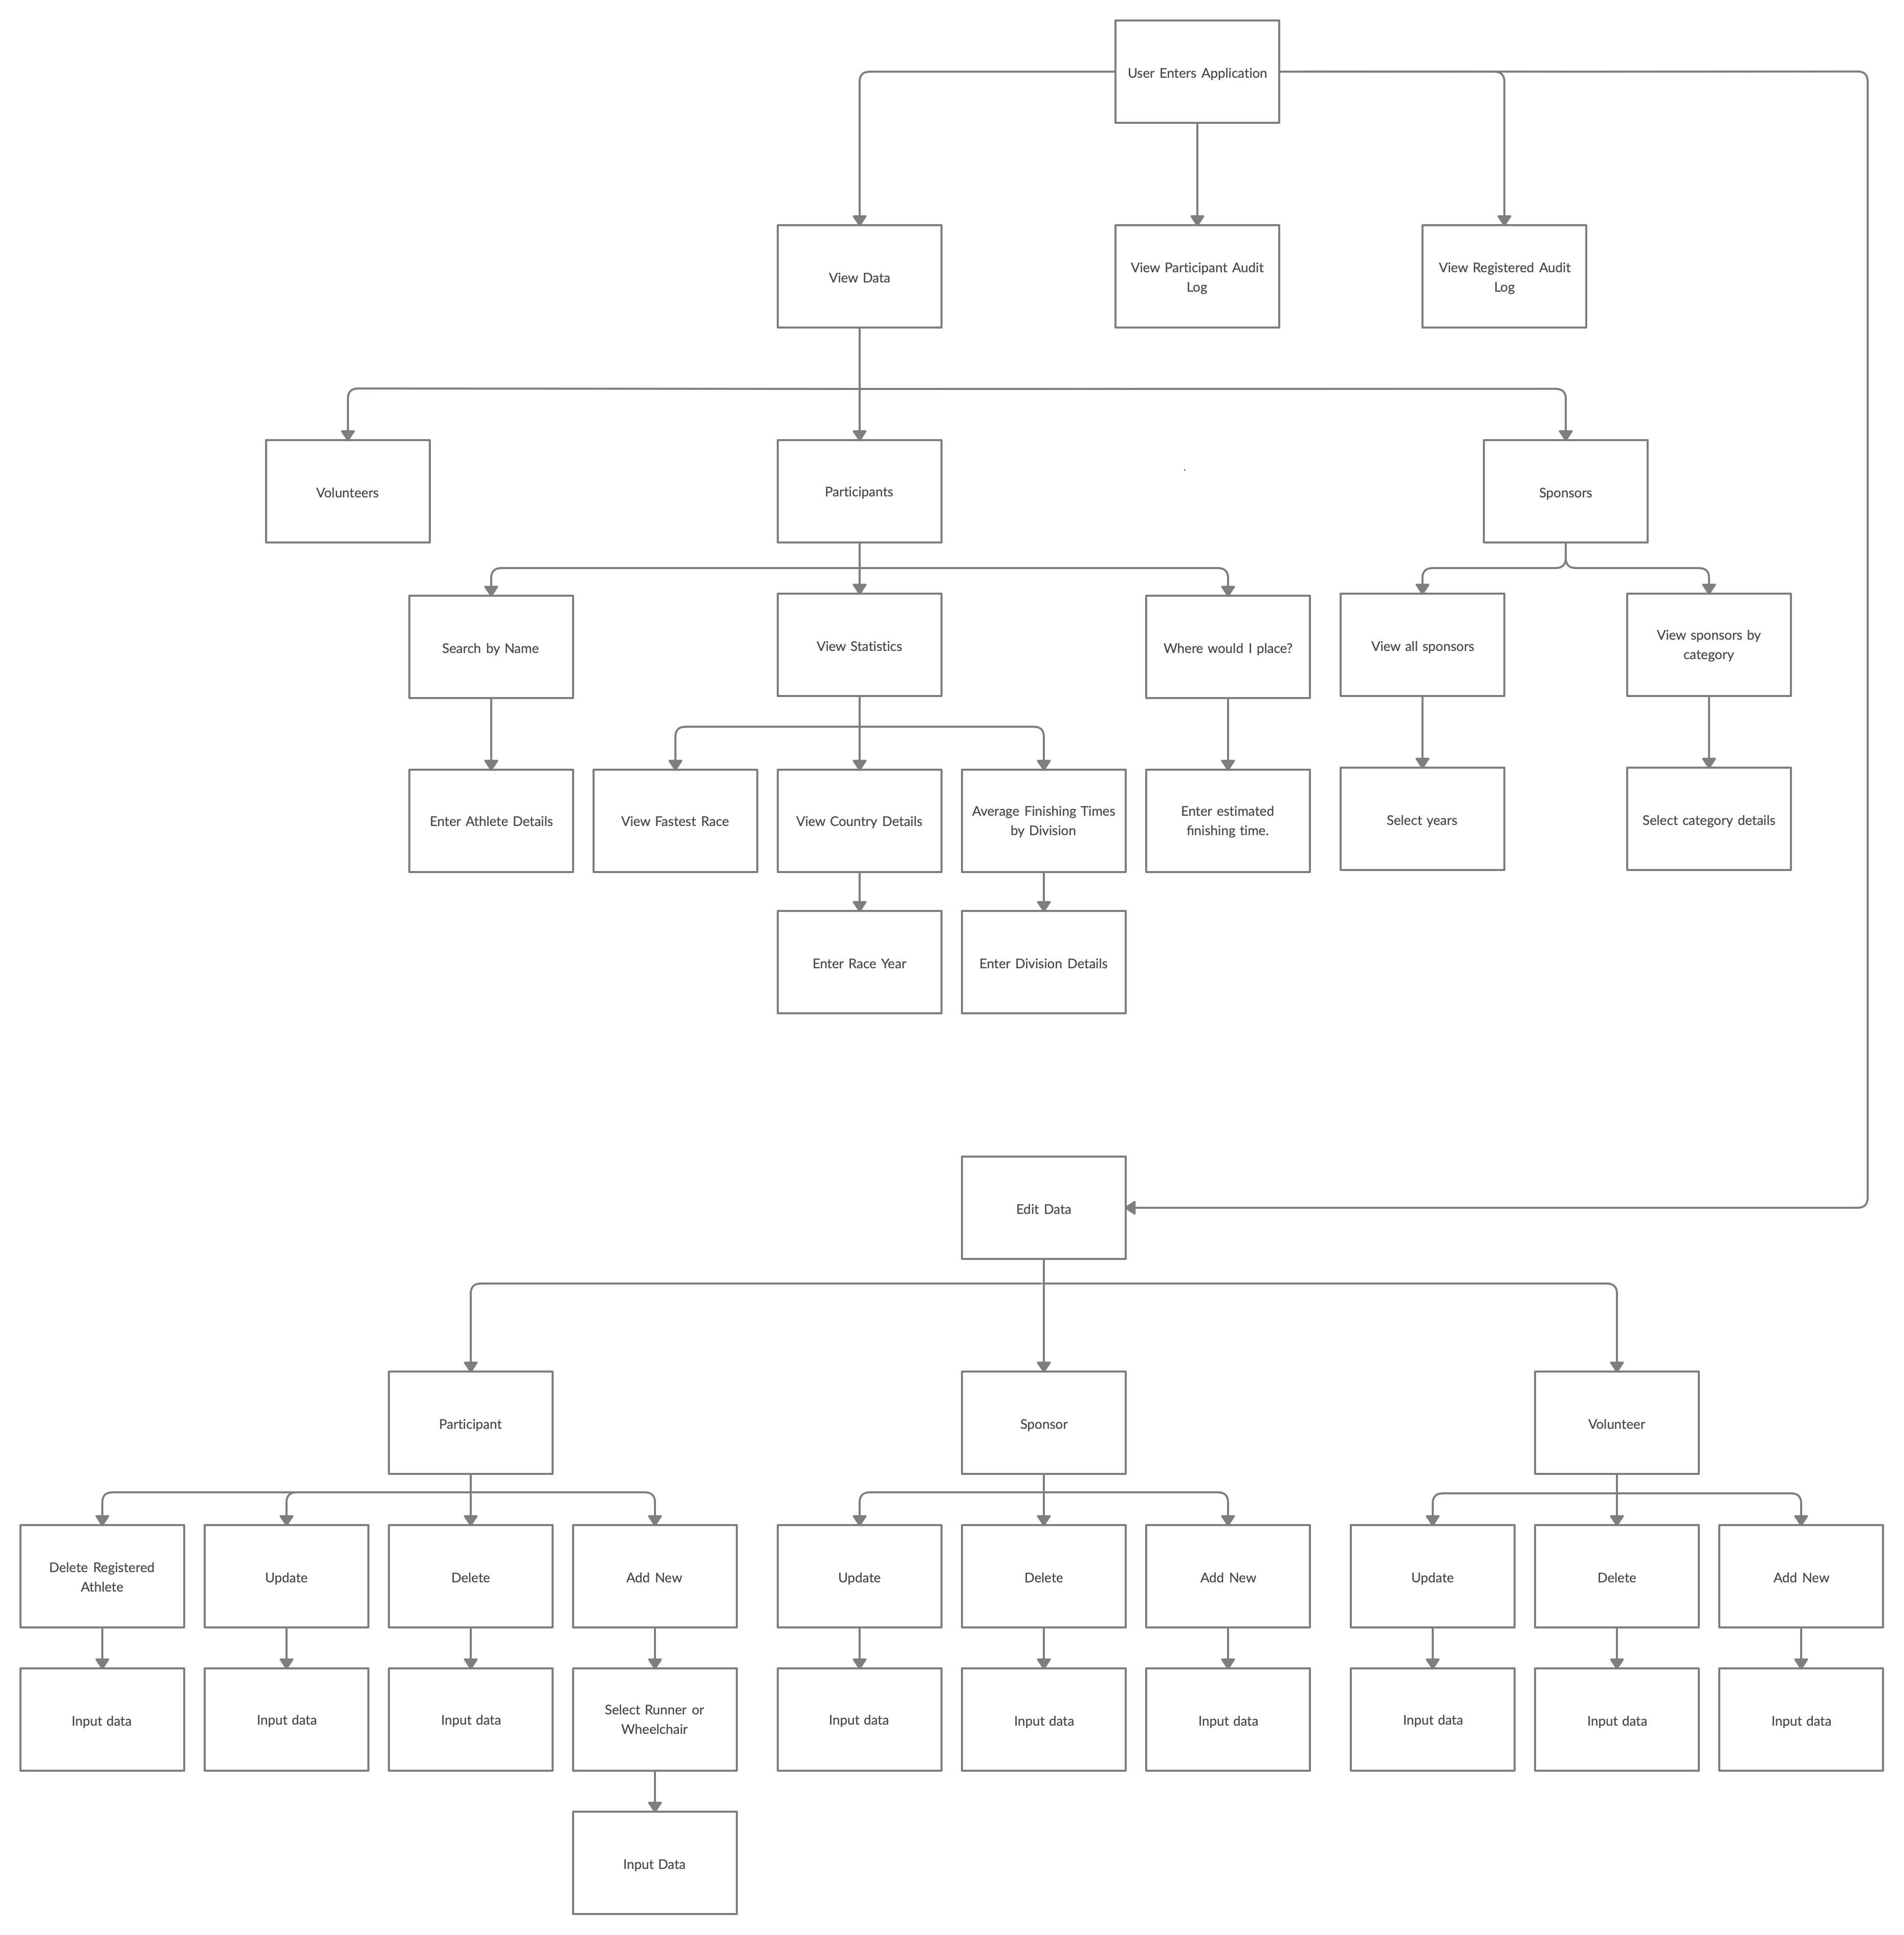 User Enters Application
View Data
View Participant Audit
Log
View Registered Audit
Log
Volunteers
Participants
Sponsors
Search by Name
View Statistics
Where would I place?
View all sponsors
View sponsors by
category
Enter Athlete Details
View Fastest Race
View Country Details
Average Finishing Times
by Division
Enter estimated
finishing time.
Select years
Select category details
Enter Race Year
Enter Division Details
Edit Data
Participant
Sponsor
Volunteer
Delete Registered
Athlete
Update
Delete
Add New
Update
Delete
Add New
Update
Delete
Add New
Input data
Input data
Input data
Select Runner or
Wheelchair
Input data
Input data
Input data
Input data
Input data
Input data
Input Data